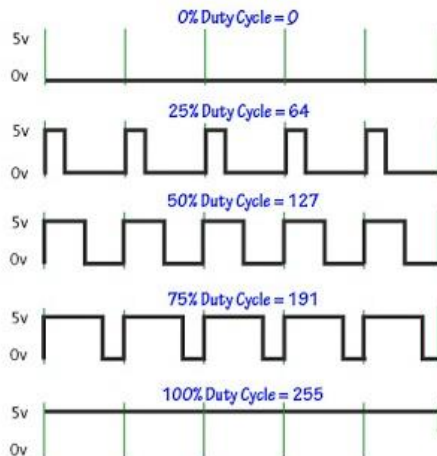 0% Duty Cycle = 0
5v
0v
25% Duty Cycle = 64
5v
0v
50% Duty Cycle = 127
5v
0v
75% Duty Cycle = 191
5v
0v
100% Duty Cycle = 255
5v
0v